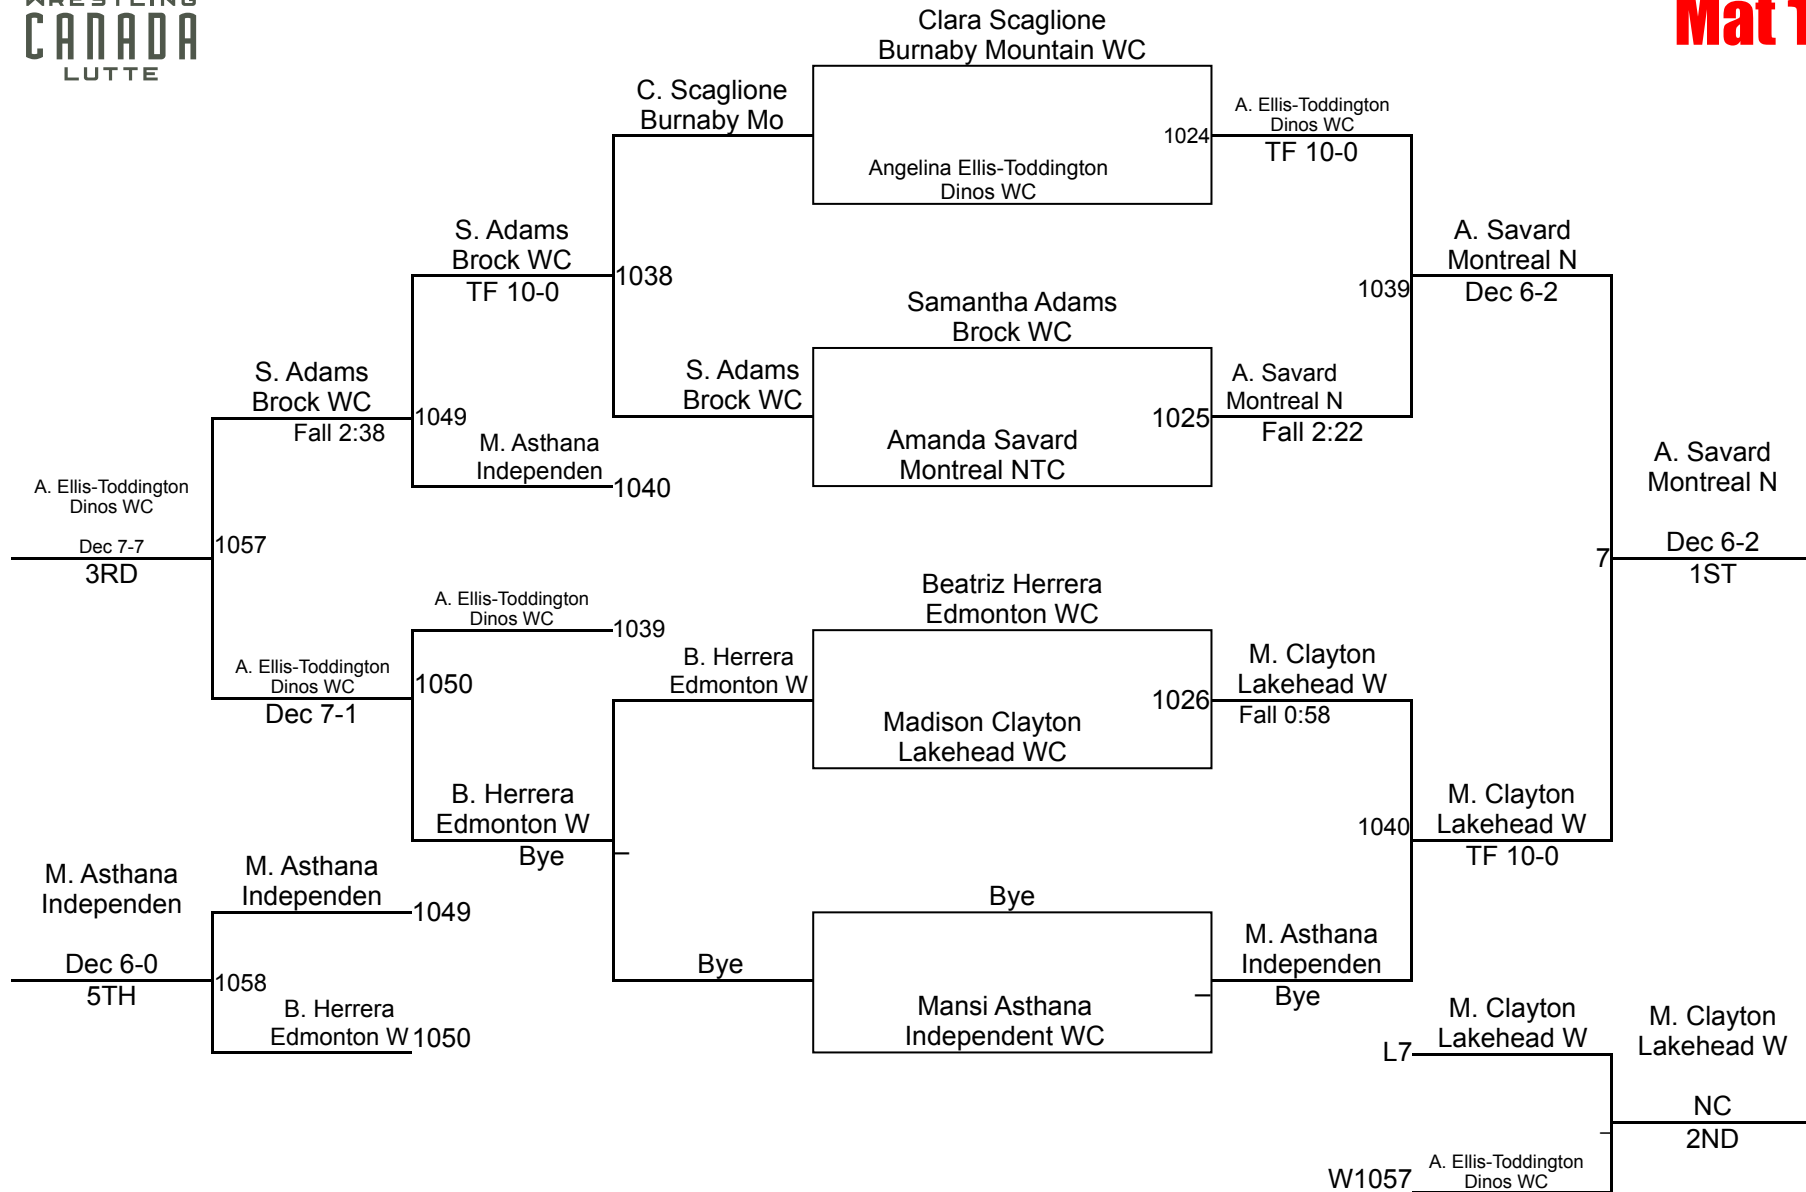 WRESTLING
CANADA
LUTTE
Mat 1
Clara Scaglione
Burnaby Mountain WC
C. Scaglione
Burnaby Mo
1024
A. Ellis-Toddington
Dinos WC
TF 10-0
Angelina Ellis-Toddington
Dinos WC
S. Adams
Brock WC
TF 10-0
1038
A. Savard
Montreal N
Dec 6-2
1039
Samantha Adams
Brock WC
S. Adams
Brock WC
Fall 2:38
S. Adams
Brock WC
1025
A. Savard
Montreal N
Fall 2:22
1049
M. Asthana
Independen
1040
Amanda Savard
Montreal NTC
A. Savard
Montreal N
A. Ellis-Toddington
Dinos WC
Dec 7-7
3RD
1057
7
Dec 6-2
1ST
Beatriz Herrera
Edmonton WC
A. Ellis-Toddington
Dinos WC
1039
B. Herrera
Edmonton W
1026
M. Clayton
Lakehead W
Fall 0:58
A. Ellis-Toddington
Dinos WC
Dec 7-1
1050
Madison Clayton
Lakehead WC
B. Herrera
Edmonton W
Bye
1040
M. Clayton
Lakehead W
TF 10-0
M. Asthana
Independen
M. Asthana
Independen
1049
Bye
Dec 6-0
5TH
1058
Bye
M. Asthana
Independen
Bye
B. Herrera
Edmonton W
1050
Mansi Asthana
Independent WC
L7
M. Clayton
Lakehead W
M. Clayton
Lakehead W
NC
2ND
W1057
A. Ellis-Toddington
Dinos WC